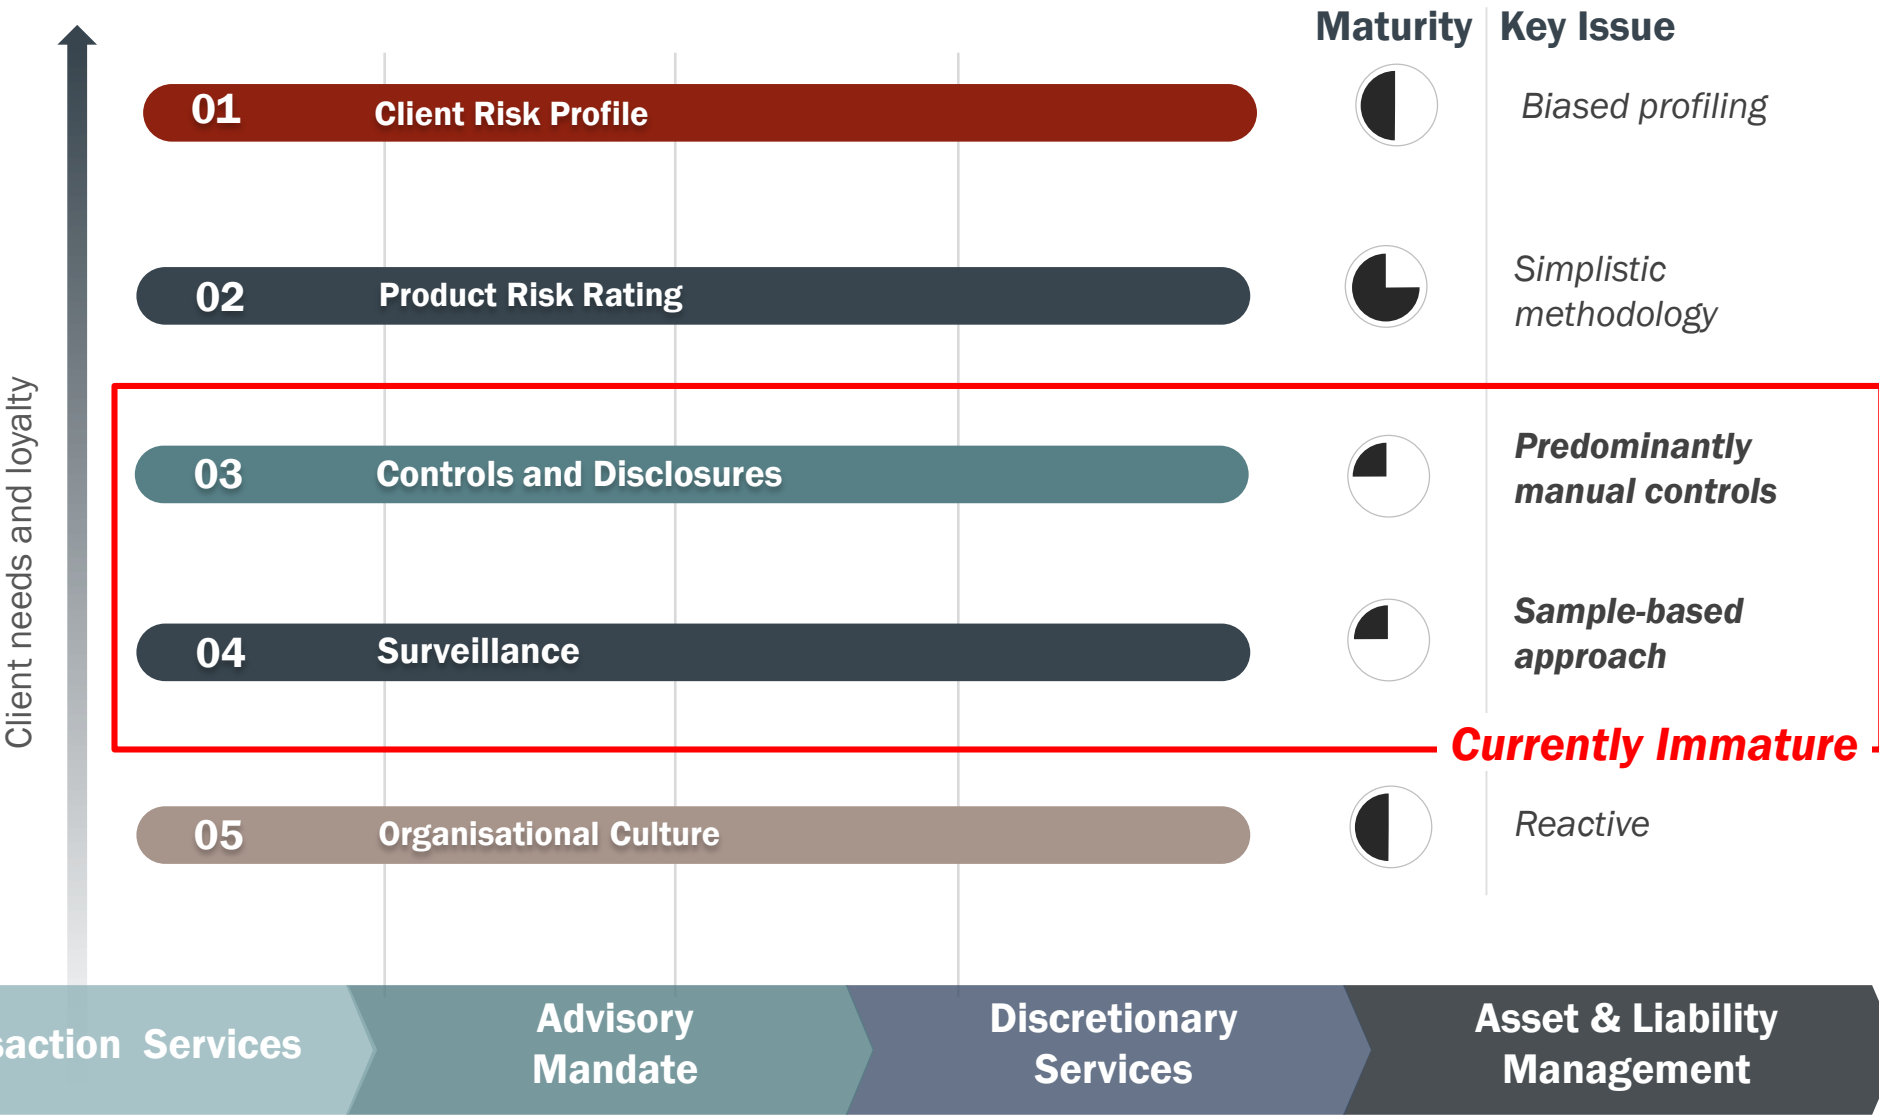 Maturity Key Issue
01 Client Risk Profile
Biased profiling
02 Product Risk Rating
Simplistic
methodology
03 Controls and Disclosures
Predominantly
manual controls
04 Surveillance
Sample-based
approach
Currently Immature
05 Organisational Culture
Reactive
Client needs and loyalty
saction Services
Advisory
Mandate
Discretionary
Services
Asset & Liability
Management